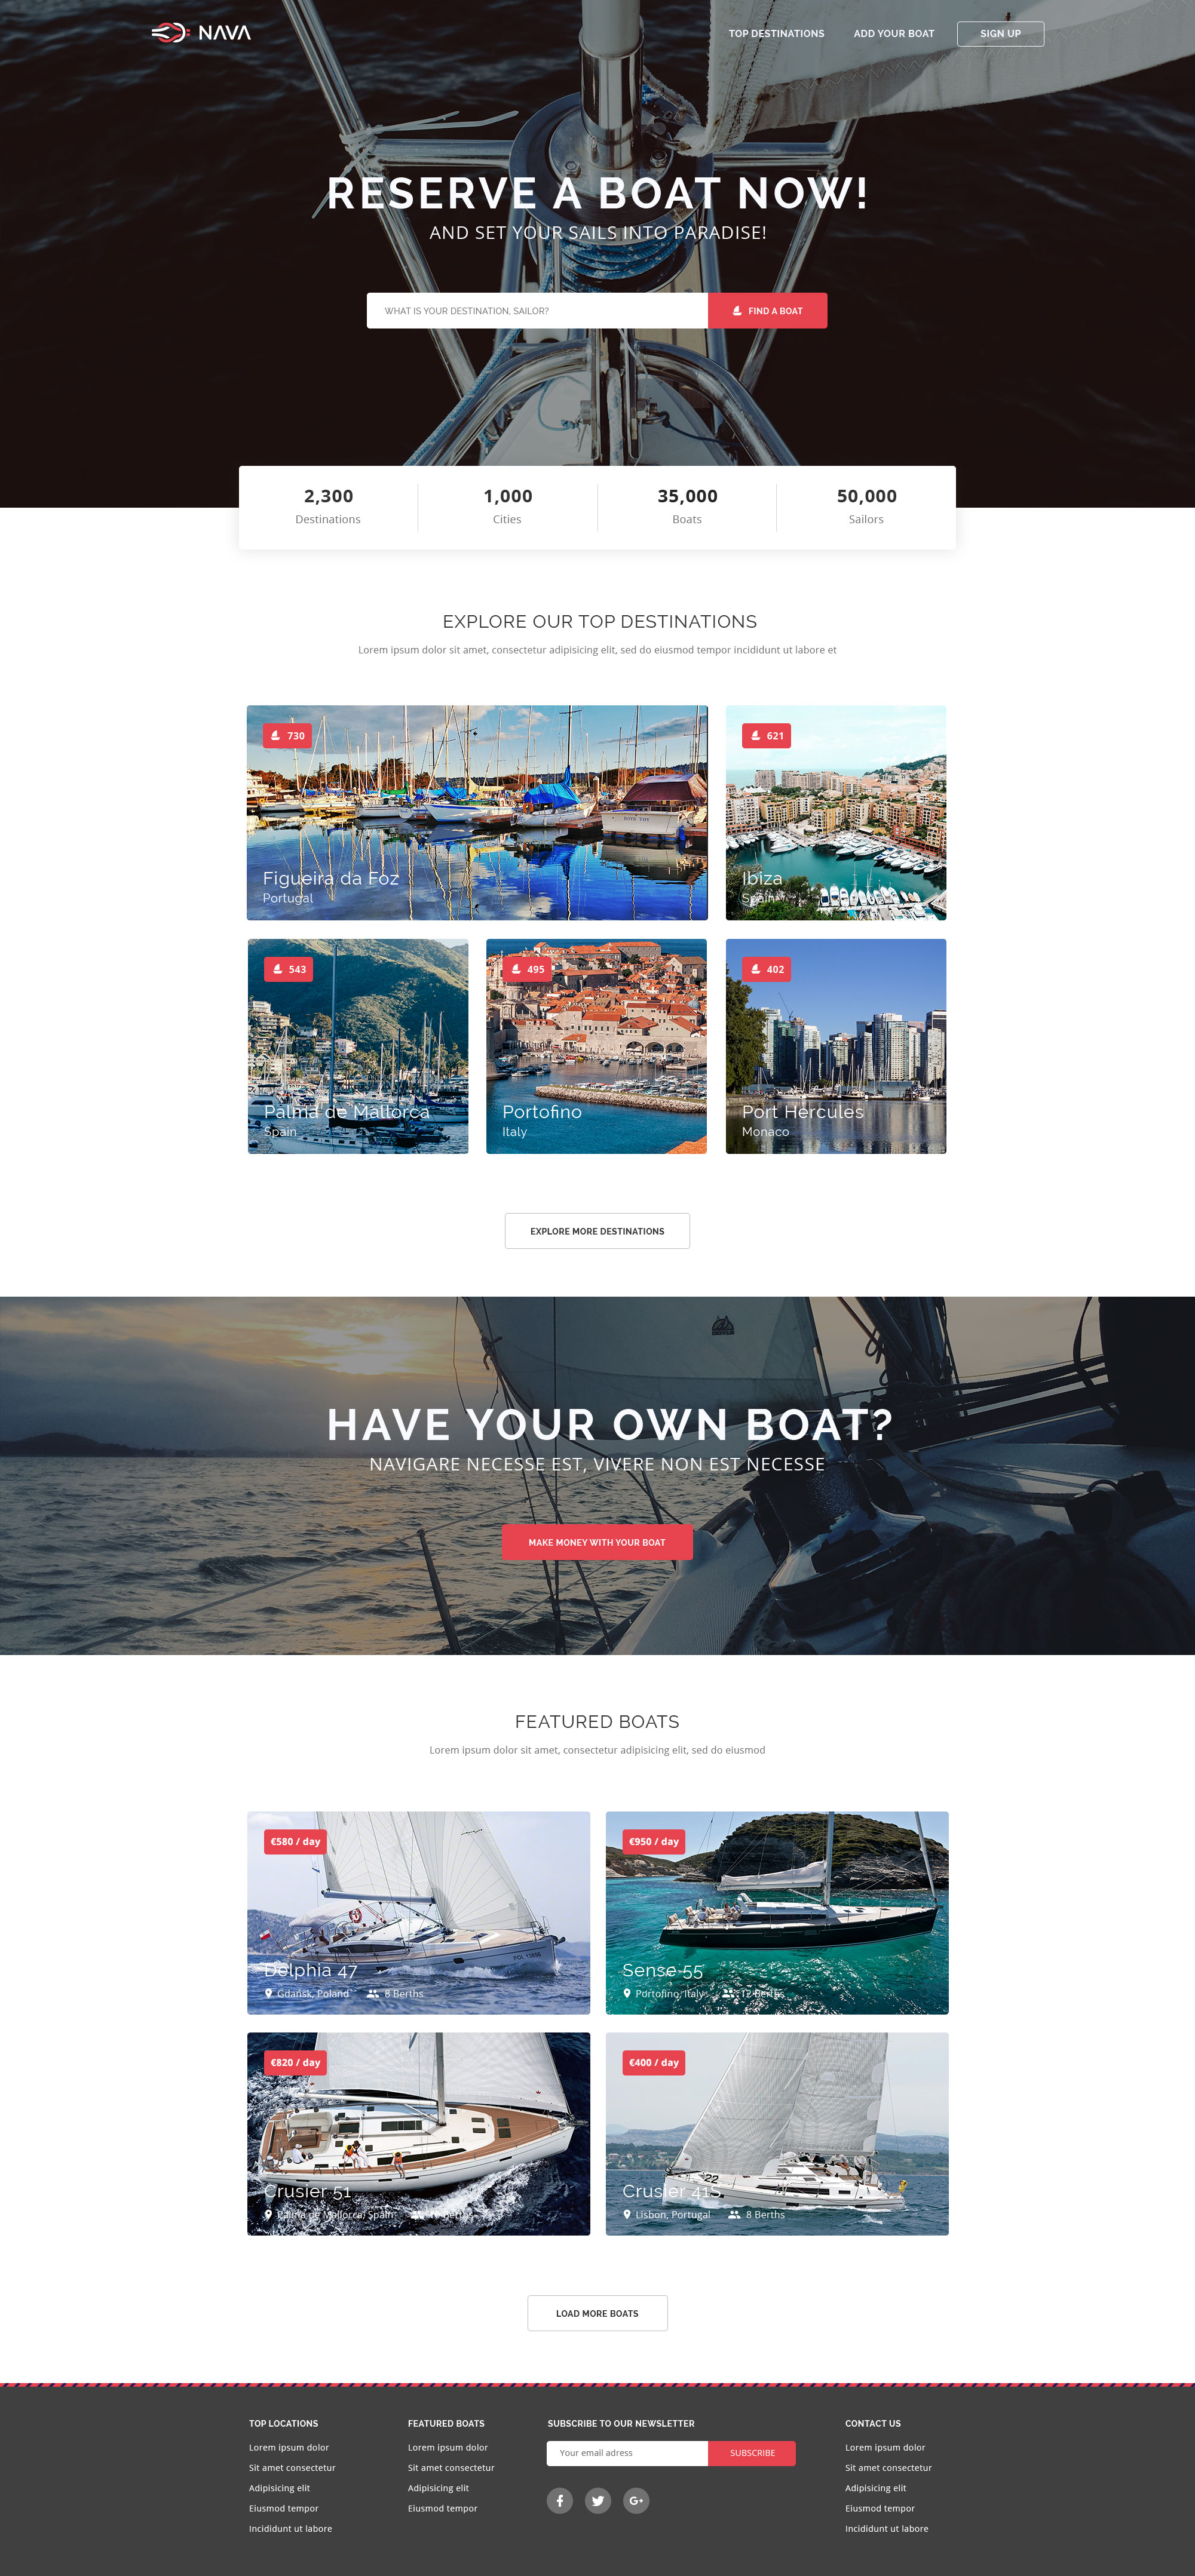 NAVA
TOP DESTINATIONS
ADD YOUR BOAT
SIGN UP
RESERVE A BOAT NOW!
AND SET YOUR SAILS INTO PARADISE!
WHAT IS YOUR DESTINATION, SAILOR?
FIND A BOAT
2,300
Destinations
1,000
Cities
35,000
Boats
50,000
Sailors
EXPLORE OUR TOP DESTINATIONS
Lorem ipsum dolor sit amet, consectetur adipisicing elit, sed do eiusmod tempor incididunt ut labore et
730
Figueira da Foz
Portugal
621
Ibiza
Spain
543
Palma de Mallorca
Spain
495
Portofino
Italy
402
Port Hercules
Monaco
EXPLORE MORE DESTINATIONS
HAVE YOUR OWN BOAT?
NAVIGARE NECESSE EST, VIVERE NON EST NECESSE
MAKE MONEY WITH YOUR BOAT
FEATURED BOATS
Lorem ipsum dolor sit amet, consectetur adipisicing elit, sed do eiusmod
€580 / day
Delphia 47
Gdańsk, Poland
8 Berths
€950 / day
Sense 55
Portofino, Italy
12 Berths
€820 / day
Crusier 51
Palma de Mallorca, Spain
Berths
€400 / day
22
Crusier 41S
Lisbon, Portugal
8 Berths
LOAD MORE BOATS
TOP LOCATIONS
Lorem ipsum dolor
Sit amet consectetur
Adipisicing elit
Eiusmod tempor
Incididunt ut labore
FEATURED BOATS
Lorem ipsum dolor
Sit amet consectetur
Adipisicing elit
Eiusmod tempor
SUBSCRIBE TO OUR NEWSLETTER
Your email adress
SUBSCRIBE
CONTACT US
Lorem ipsum dolor
Sit amet consectetur
Adipisicing elit
Eiusmod tempor
Incididunt ut labore